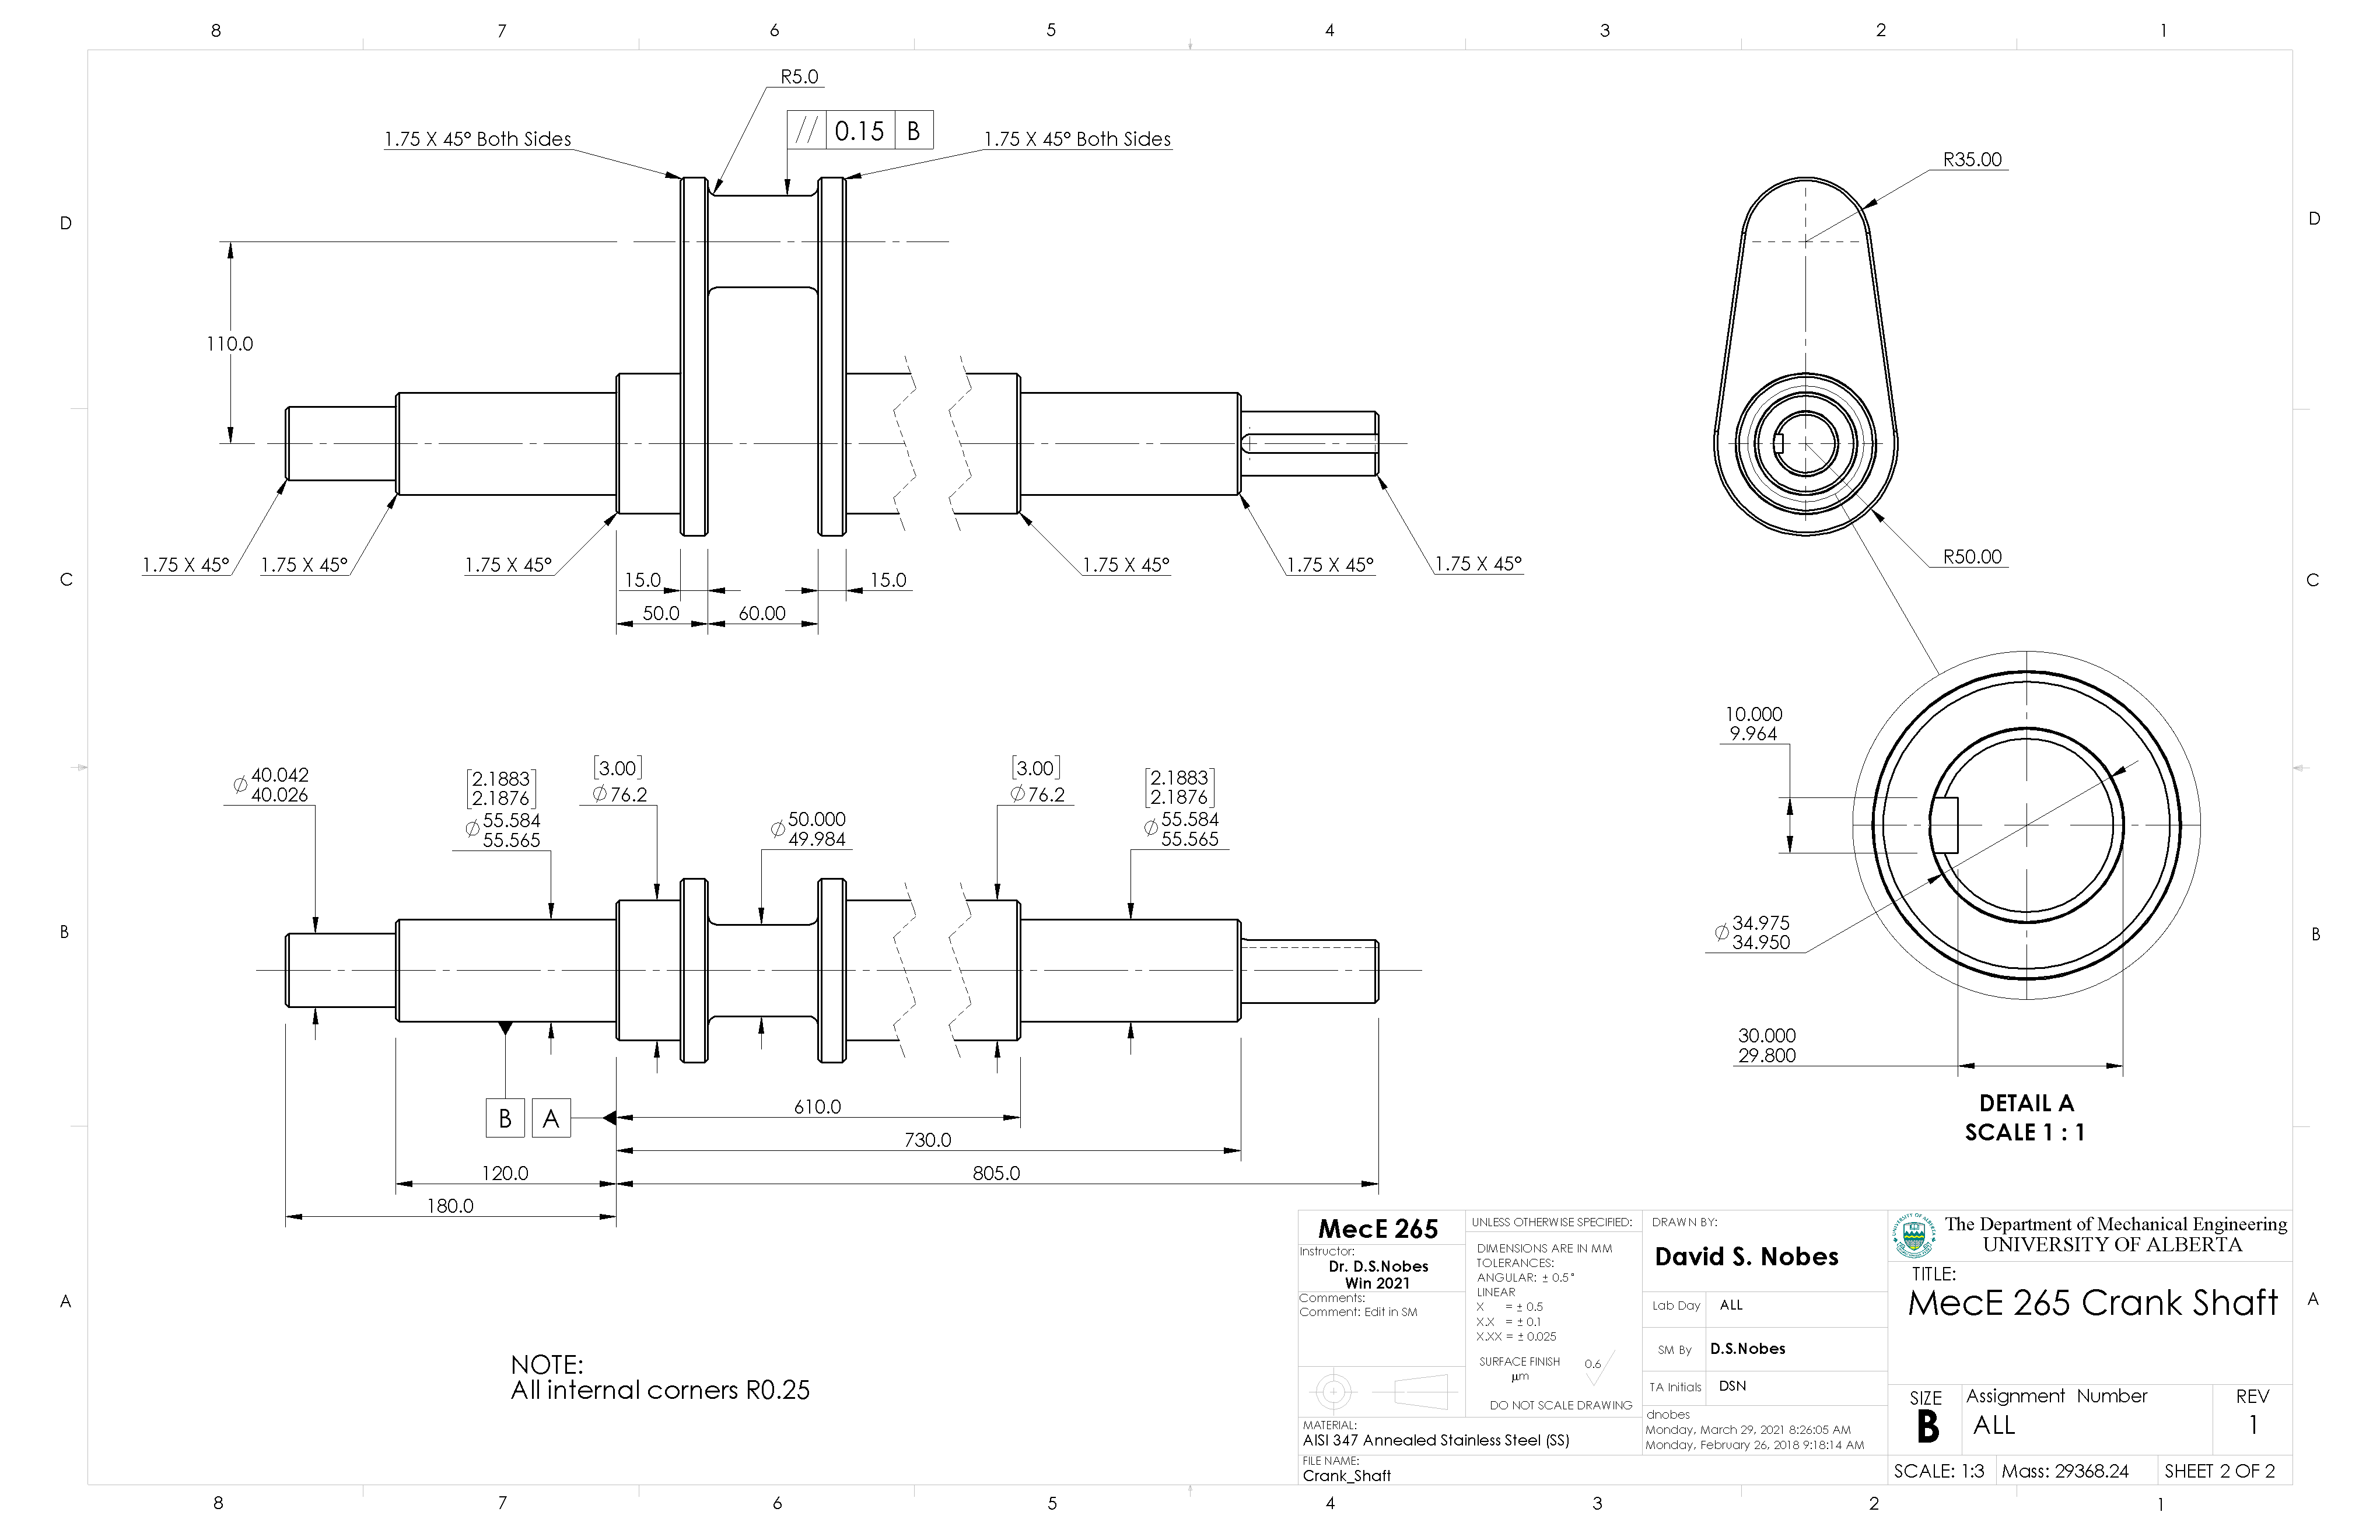 8 7 6 5 4 3 2 1
R5.0
// 0.15 B
1.75 X 45° Both Sides
1.75 X 45° Both Sides
R35.00
D
D
110.0
1.75 X 45°
1.75 X 45°
1.75 X 45°
1.75 X 45°
1.75 X 45°
1.75 X 45°
R50.00
C
C
15.0
15.0
50.0
60.00
10.000
9.964
⌀ 40.042
40.026
[2.1883]
[2.1876]
⌀ 55.584
55.565
[3.00]
⌀76.2
⌀ 50.000
49.984
[3.00]
⌀76.2
[2.1883]
[2.1876]
⌀ 55.584
55.565
⌀ 34.975
34.950
B
B
30.000
29.800
DETAIL A
SCALE 1 : 1
B
A
610.0
730.0
120.0
805.0
180.0
A
A
NOTE:
All internal corners R0.25
MecE 265
Instructor:
Dr. D.S.Nobes
Win 2021
Comments:
Comment: Edit in SM
MATERIAL:
AISI 347 Annealed Stainless Steel (SS)
FILE NAME:
Crank_Shaft
UNLESS OTHERWISE SPECIFIED:
DIMENSIONS ARE IN MM
TOLERANCES:
ANGULAR: ± 0.5°
LINEAR
X = ± 0.5
X.X = ± 0.1
X.XX = ± 0.025
SURFACE FINISH 0.6
µm
DO NOT SCALE DRAWING
DRAWN BY:
David S. Nobes
Lab Day ALL
SM By D.S.Nobes
TA Initials DSN
dnobes
Monday, March 29, 2021 8:26:05 AM
Monday, February 26, 2018 9:18:14 AM
The Department of Mechanical Engineering
UNIVERSITY OF ALBERTA
TITLE:
MecE 265 Crank Shaft
SIZE
B
Assignment Number
ALL
REV
1
SCALE: 1:3
Mass: 29368.24
SHEET 2 OF 2
8 7 6 5 4 3 2 1